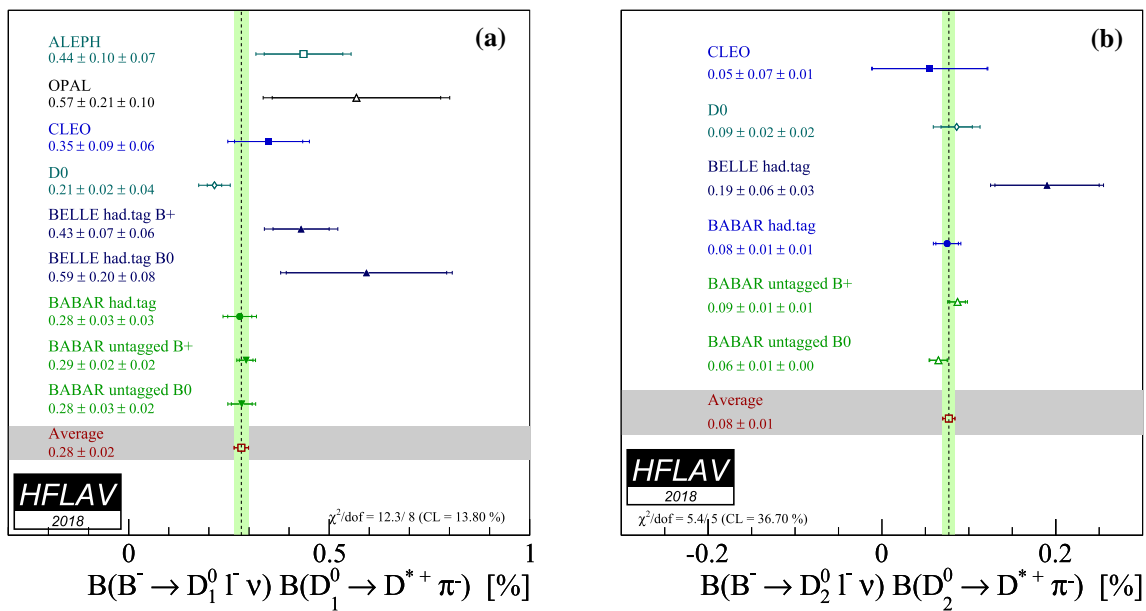 (a)
ALEPH
0.44 ± 0.10 ± 0.07
OPAL
0.57 ± 0.21 ± 0.10
CLEO
0.35 ± 0.09 ± 0.06
D0
0.21 ± 0.02 ± 0.04
BELLE had.tag B+
0.43 ± 0.07 ± 0.06
BELLE had.tag B0
0.59 ± 0.20 ± 0.08
BABAR had.tag
0.28 ± 0.03 ± 0.03
BABAR untagged B+
0.29 ± 0.02 ± 0.02
BABAR untagged B0
0.28 ± 0.03 ± 0.02
Average
0.28 ± 0.02
HFLAV
2018
χ²/dof = 12.3/ 8 (CL = 13.80 %)
0 0.5 1
B(B⁻ → D₁⁰ l⁻ ν) B(D₁⁰ → D*⁺ π⁻) [%]
(b)
CLEO
0.05 ± 0.07 ± 0.01
D0
0.09 ± 0.02 ± 0.02
BELLE had.tag
0.19 ± 0.06 ± 0.03
BABAR had.tag
0.08 ± 0.01 ± 0.01
BABAR untagged B+
0.09 ± 0.01 ± 0.01
BABAR untagged B0
0.06 ± 0.01 ± 0.00
Average
0.08 ± 0.01
HFLAV
2018
χ²/dof = 5.4/ 5 (CL = 36.70 %)
-0.2 0 0.2
B(B⁻ → D₂⁰ l⁻ ν) B(D₂⁰ → D*⁺ π⁻) [%]